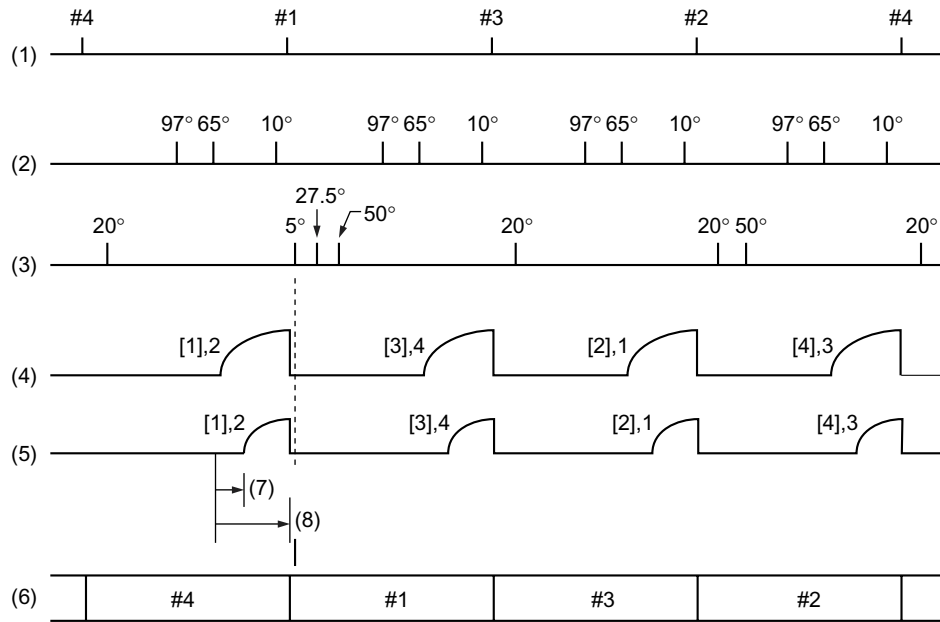 #4 #1 #3 #2 #4
(1)
97° 65° 10° 97° 65° 10° 97° 65° 10° 97° 65° 10°
(2)
27.5°
50°
20° 5° 20° 20° 50° 20°
(3)
[1],2 [3],4 [2],1 [4],3
(4)
[1],2 [3],4 [2],1 [4],3
(5)
(7)
(8)
(6) #4 #1 #3 #2